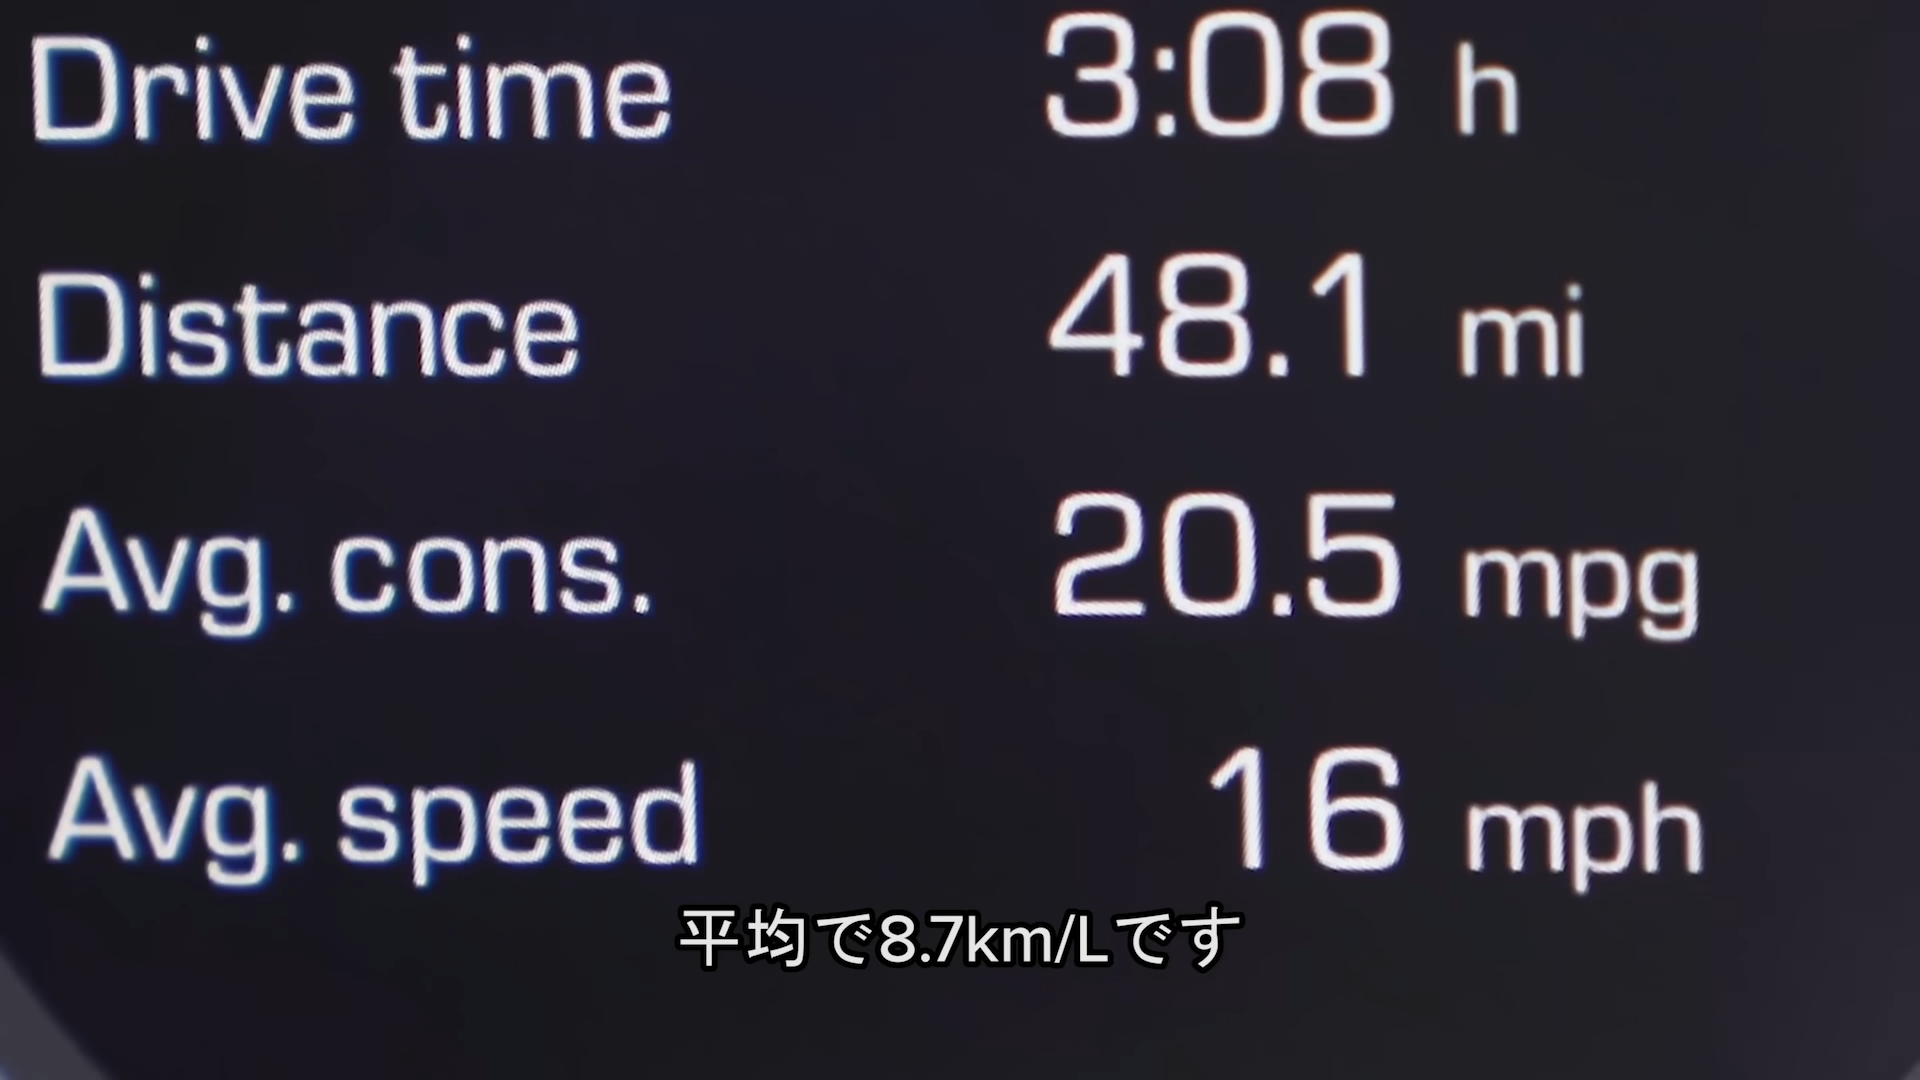 Drive time 3:08 h
Distance 48.1 mi
Avg. cons. 20.5 mpg
Avg. speed 16 mph
平均で8.7km/Lです